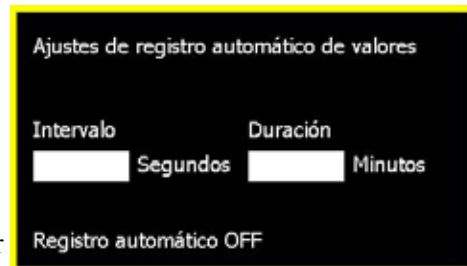 Ajustes de registro automático de valores
Intervalo Duración
Segundos Minutos
Registro automático OFF